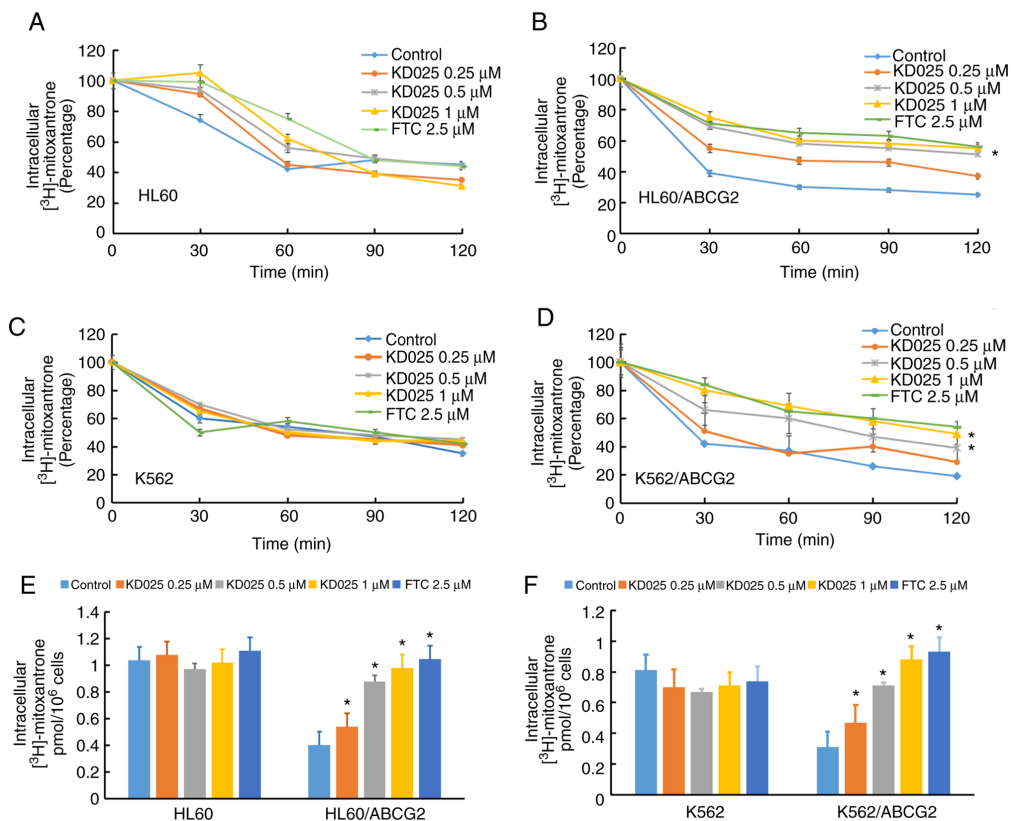 A
Intracellular
[³H]-mitoxantrone
(Percentage)
120
100
80
60
40
20
0
0 30 60 90 120
Time (min)
HL60
Control
KD025 0.25 μM
KD025 0.5 μM
KD025 1 μM
FTC 2.5 μM
B
Intracellular
[³H]-mitoxantrone
(Percentage)
120
100
80
60
40
20
0
0 30 60 90 120
Time (min)
HL60/ABCG2
Control
KD025 0.25 μM
KD025 0.5 μM
KD025 1 μM
FTC 2.5 μM
*
C
Intracellular
[³H]-mitoxantrone
(Percentage)
120
100
80
60
40
20
0
0 30 60 90 120
Time (min)
K562
Control
KD025 0.25 μM
KD025 0.5 μM
KD025 1 μM
FTC 2.5 μM
D
Intracellular
[³H]-mitoxantrone
(Percentage)
120
100
80
60
40
20
0
0 30 60 90 120
Time (min)
K562/ABCG2
Control
KD025 0.25 μM
KD025 0.5 μM
KD025 1 μM
FTC 2.5 μM
*
*
E
Control KD025 0.25 μM KD025 0.5 μM KD025 1 μM FTC 2.5 μM
Intracellular
[³H]-mitoxantrone
pmol/10⁶ cells
1.4
1.2
1
0.8
0.6
0.4
0.2
0
* * * *
HL60 HL60/ABCG2
F
Control KD025 0.25 μM KD025 0.5 μM KD025 1 μM FTC 2.5 μM
Intracellular
[³H]-mitoxantrone
pmol/10⁶ cells
1.2
1
0.8
0.6
0.4
0.2
0
* * * *
K562 K562/ABCG2